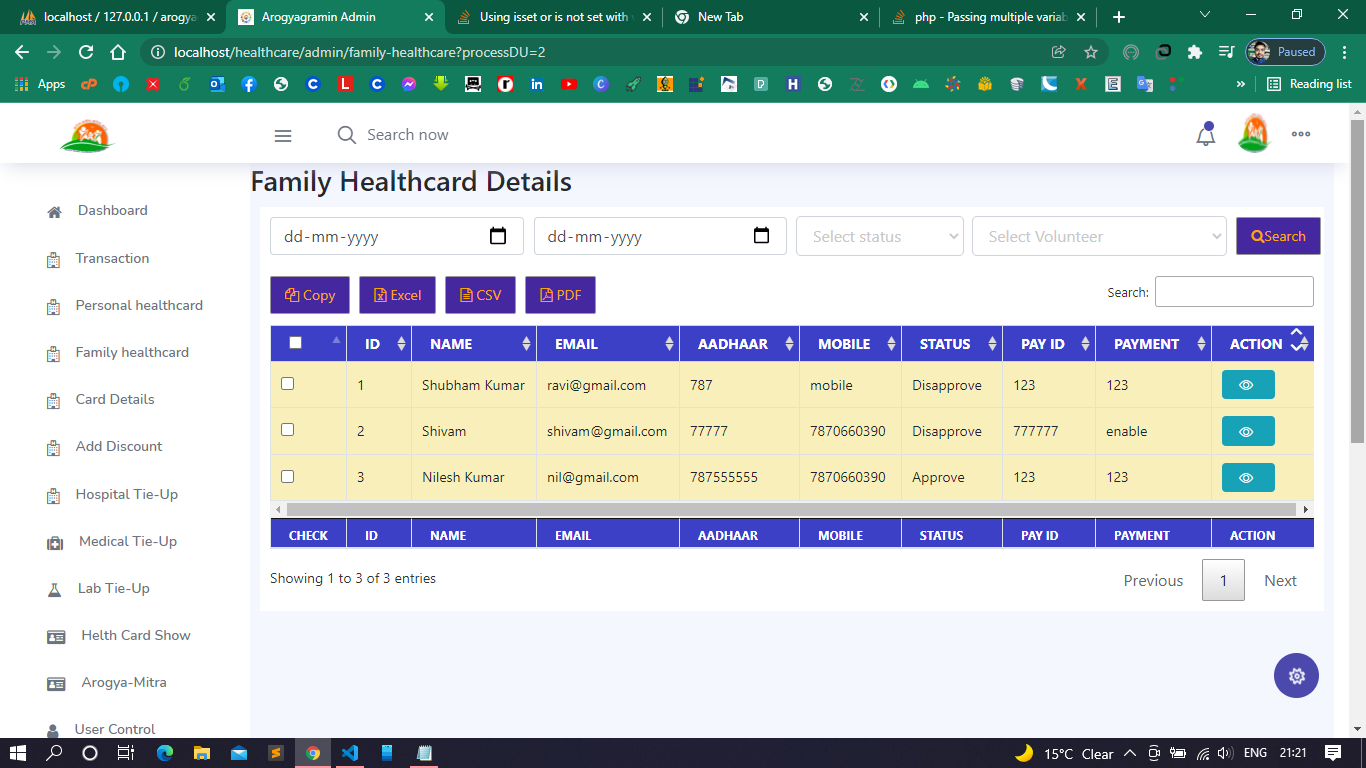 localhost / 127.0.0.1 / arogya
Arogyagramin Admin
Using isset or is not set with
New Tab
php - Passing multiple variab
localhost/healthcare/admin/family-healthcare?processDU=2
Paused
Apps
Reading list
Search now
Family Healthcard Details
Dashboard
Transaction
Personal healthcard
Family healthcard
Card Details
Add Discount
Hospital Tie-Up
Medical Tie-Up
Lab Tie-Up
Helth Card Show
Arogya-Mitra
User Control
dd-mm-yyyy dd-mm-yyyy Select status Select Volunteer Search
Copy Excel CSV PDF Search:
ID NAME EMAIL AADHAAR MOBILE STATUS PAY ID PAYMENT ACTION
1 Shubham Kumar ravi@gmail.com 787 mobile Disapprove 123 123
2 Shivam shivam@gmail.com 77777 7870660390 Disapprove 777777 enable
3 Nilesh Kumar nil@gmail.com 787555555 7870660390 Approve 123 123
CHECK ID NAME EMAIL AADHAAR MOBILE STATUS PAY ID PAYMENT ACTION
Showing 1 to 3 of 3 entries Previous 1 Next
15°C Clear ENG 21:21